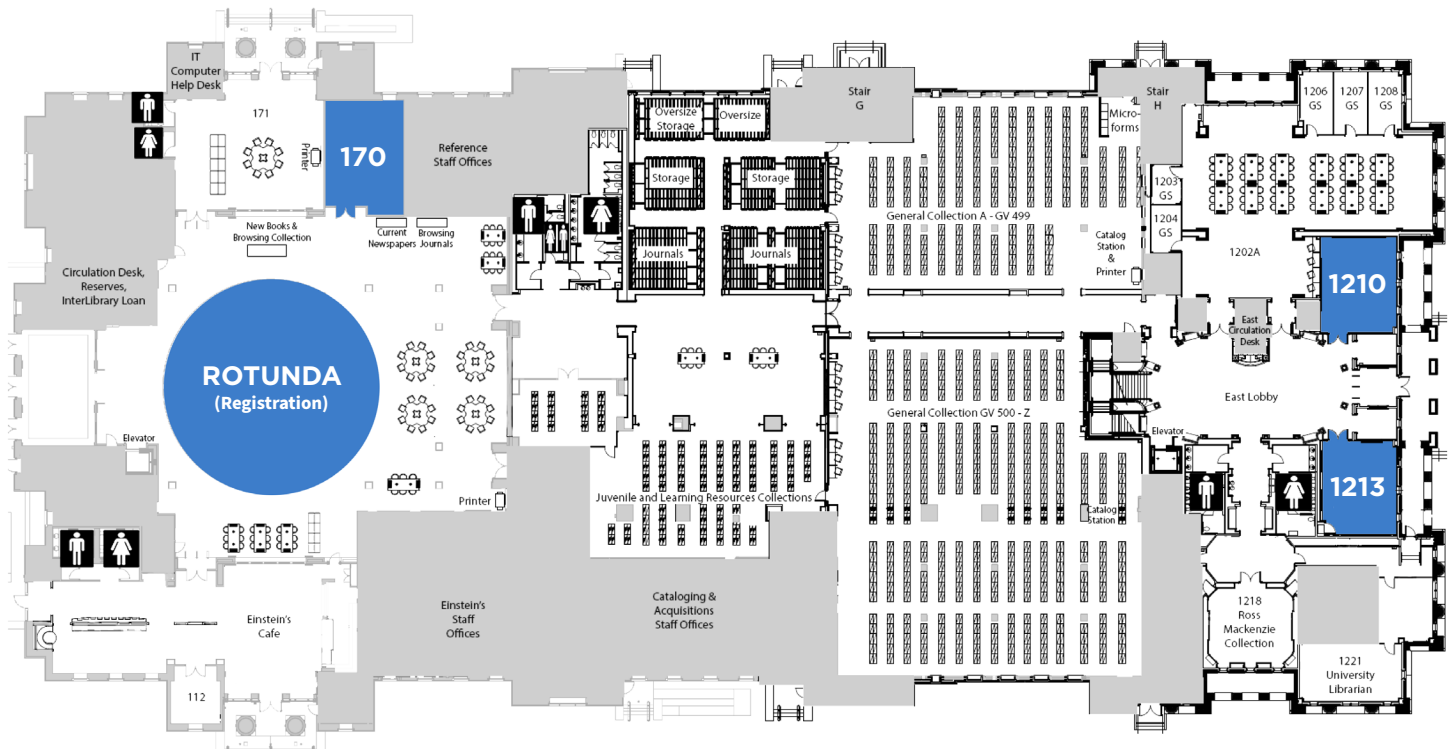 IT
Computer
Help Desk
171
Printer
170
Reference
Staff Offices
New Books &
Browsing Collection
Current
Newspapers
Browsing
Journals
Circulation Desk,
Reserves,
InterLibrary Loan
ROTUNDA
(Registration)
Elevator
Printer
Einstein's
Cafe
112
Einstein's
Staff
Offices
Cataloging &
Acquisitions
Staff Offices
Oversize
Storage
Oversize
Storage
Storage
Journals
Journals
Juvenile and Learning Resources Collections
Stair
G
General Collection A - GV 499
General Collection GV 500 - Z
Micro-
forms
Catalog
Station
&
Printer
Catalog
Station
Stair
H
1203
GS
1204
GS
1206
GS
1207
GS
1208
GS
1202A
1210
East
Circulation
Desk
East Lobby
Elevator
1213
1218
Ross
Mackenzie
Collection
1221
University
Librarian